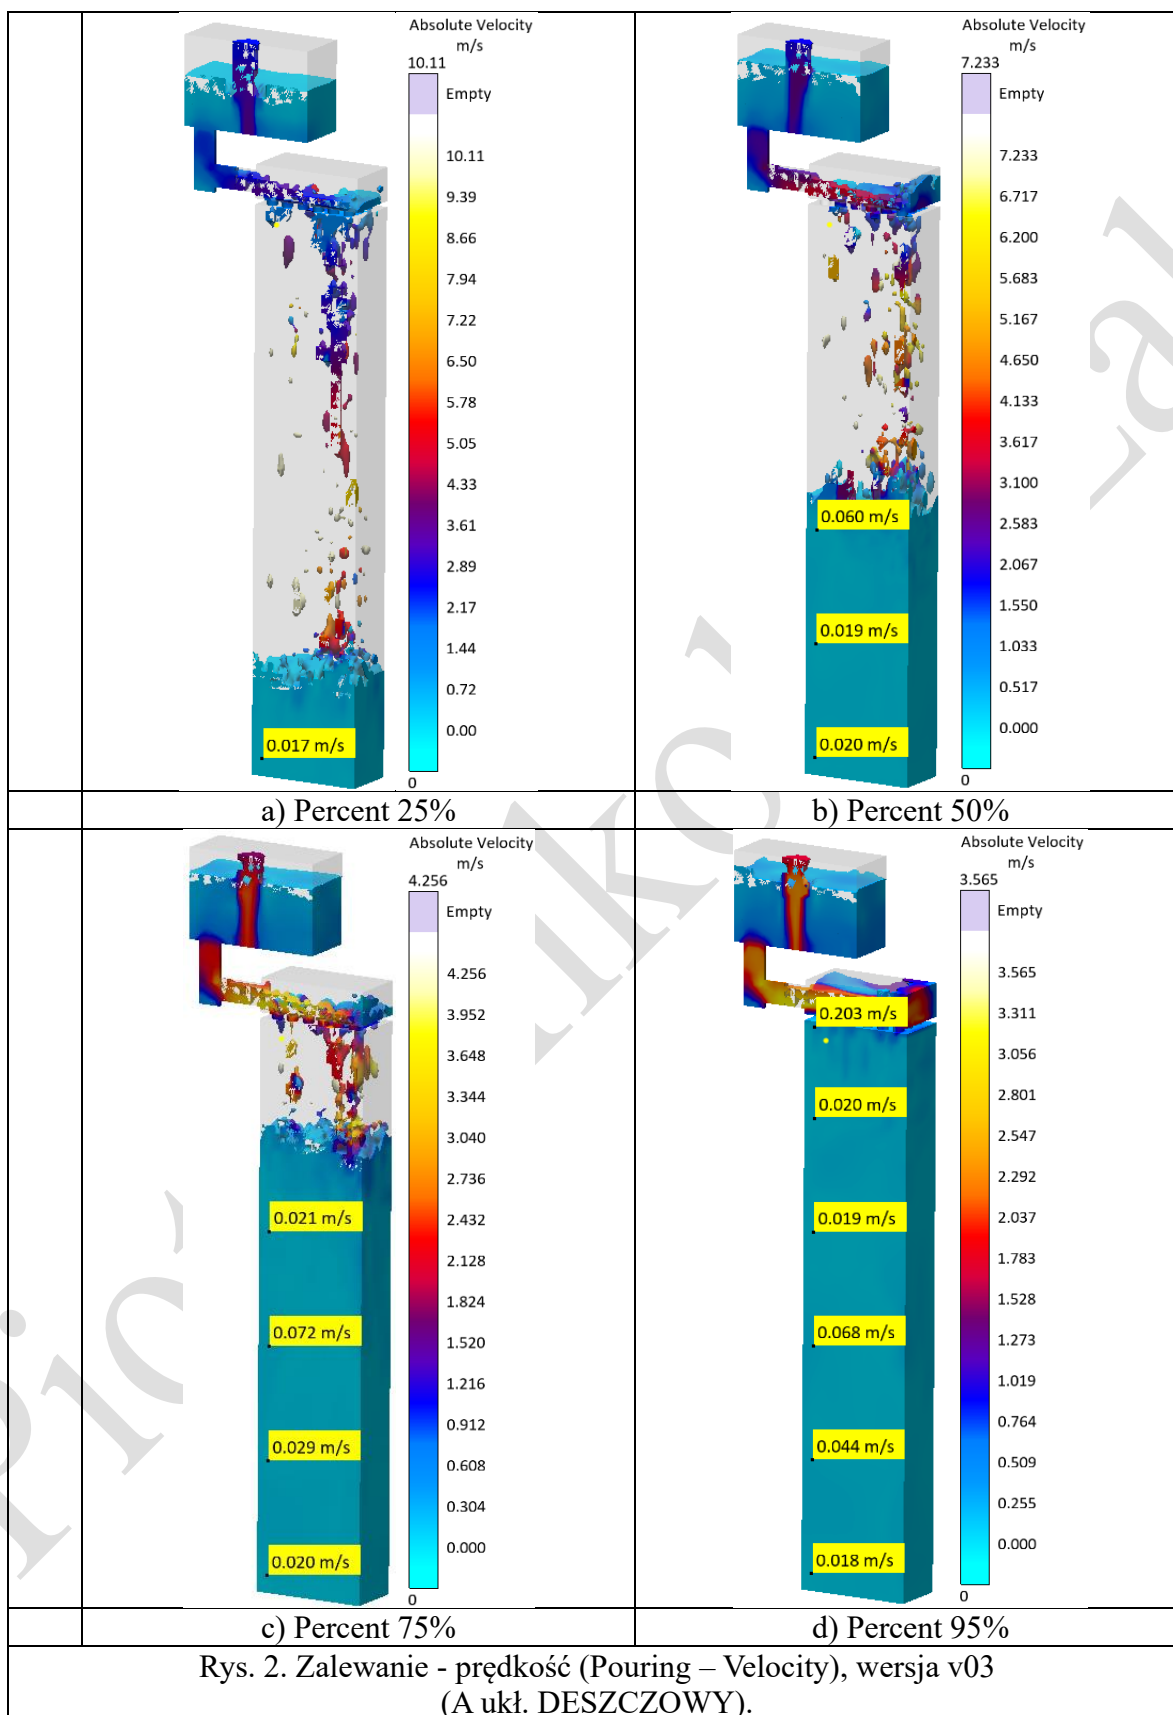 Absolute Velocity
m/s
10.11
Empty
10.11
9.39
8.66
7.94
7.22
6.50
5.78
5.05
4.33
3.61
2.89
2.17
1.44
0.72
0.00
0
0.017 m/s
a) Percent 25%
Absolute Velocity
m/s
7.233
Empty
7.233
6.717
6.200
5.683
5.167
4.650
4.133
3.617
3.100
2.583
2.067
1.550
1.033
0.517
0.000
0
0.060 m/s
0.019 m/s
0.020 m/s
b) Percent 50%
Absolute Velocity
m/s
4.256
Empty
4.256
3.952
3.648
3.344
3.040
2.736
2.432
2.128
1.824
1.520
1.216
0.912
0.608
0.304
0.000
0
0.021 m/s
0.072 m/s
0.029 m/s
0.020 m/s
c) Percent 75%
Absolute Velocity
m/s
3.565
Empty
3.565
3.311
3.056
2.801
2.547
2.292
2.037
1.783
1.528
1.273
1.019
0.764
0.509
0.255
0.000
0
0.203 m/s
0.020 m/s
0.019 m/s
0.068 m/s
0.044 m/s
0.018 m/s
d) Percent 95%
Rys. 2. Zalewanie - prędkość (Pouring – Velocity), wersja v03
(A ukł. DESZCZOWY).